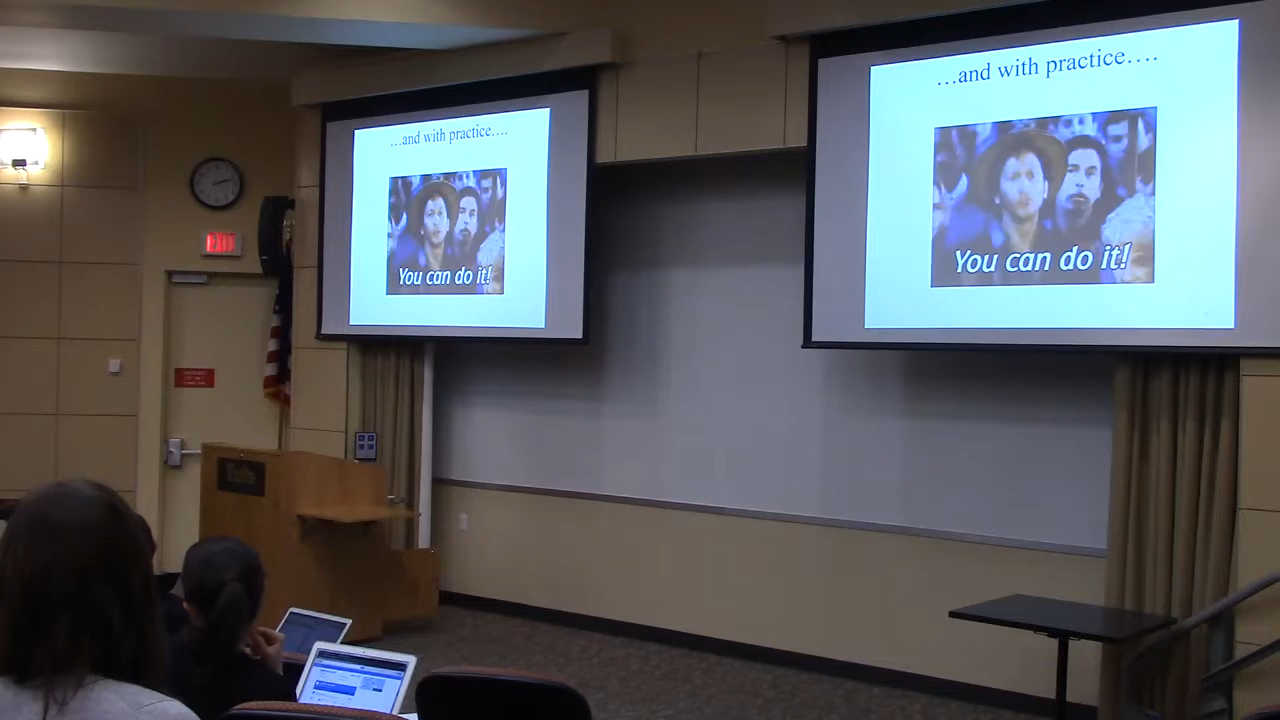 …and with practice….
You can do it!
…and with practice….
You can do it!
EXIT